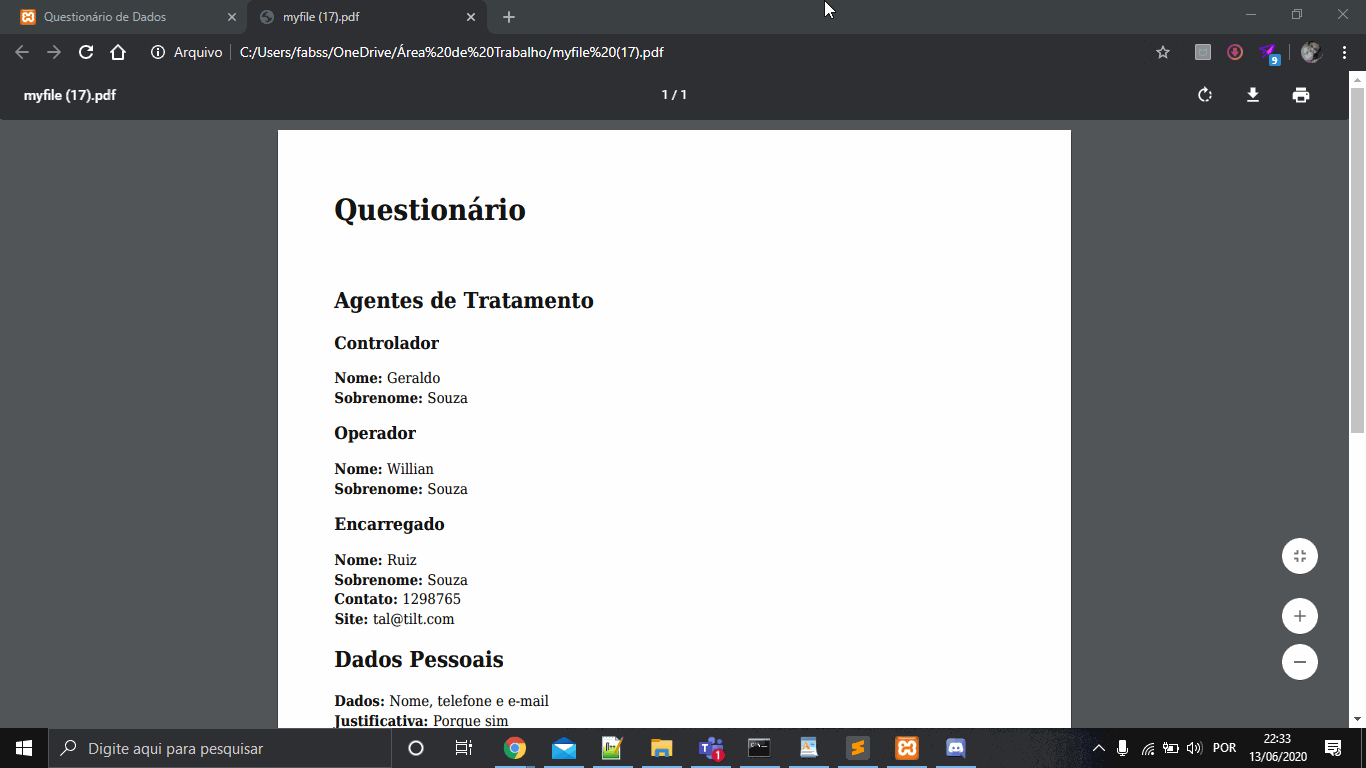 Questionário de Dados
myfile (17).pdf
Arquivo
C:/Users/fabss/OneDrive/Área%20de%20Trabalho/myfile%20(17).pdf
9
myfile (17).pdf
1 / 1
Questionário
Agentes de Tratamento
Controlador
Nome: Geraldo
Sobrenome: Souza
Operador
Nome: Willian
Sobrenome: Souza
Encarregado
Nome: Ruiz
Sobrenome: Souza
Contato: 1298765
Site: tal@tilt.com
Dados Pessoais
Dados: Nome, telefone e e-mail
Justificativa: Porque sim
Digite aqui para pesquisar
1
POR
22:33
13/06/2020